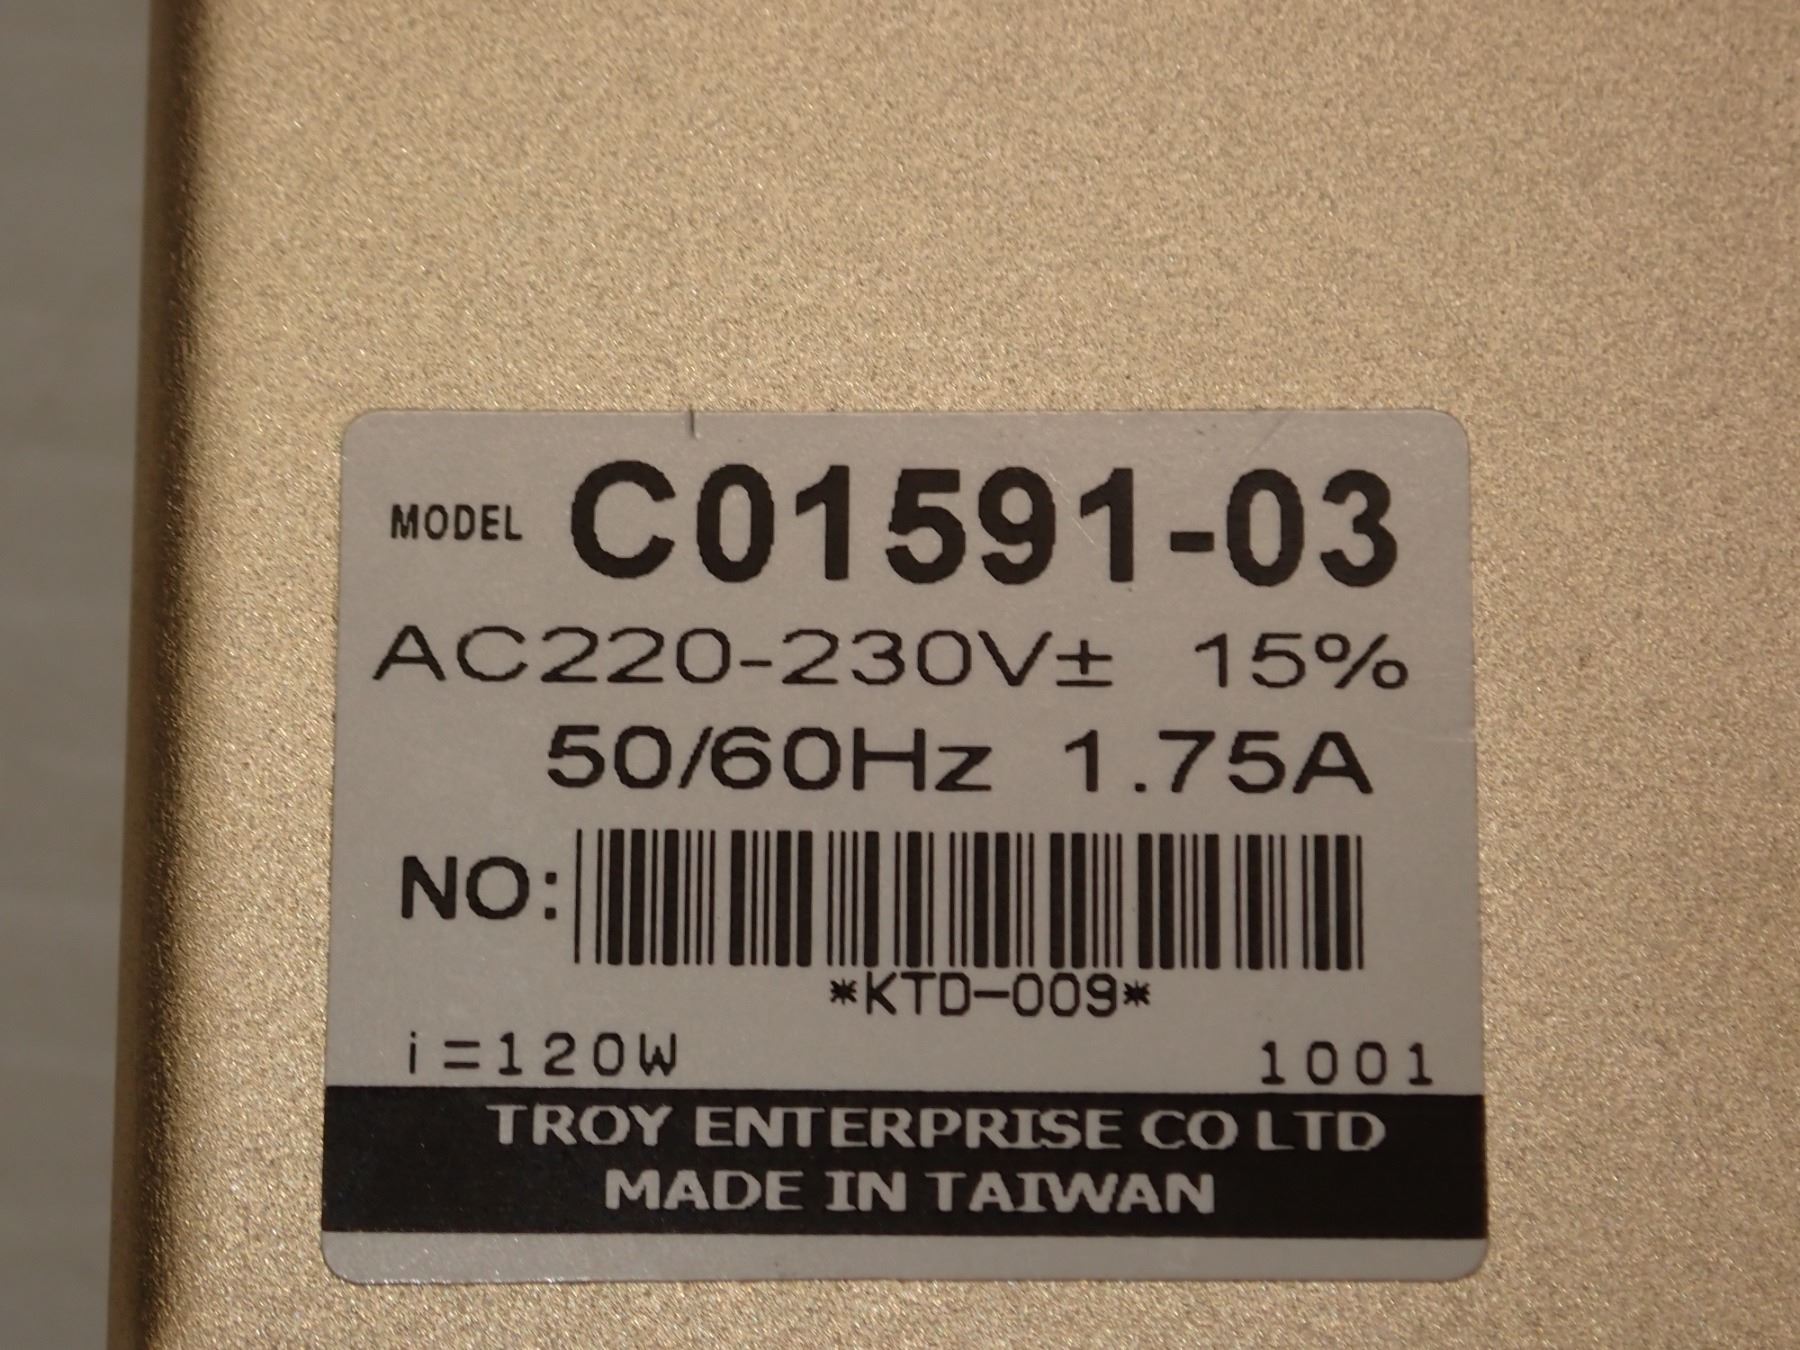 MODEL C01591-03
AC220-230V± 15%
50/60Hz 1.75A
NO:
*KTD-009*
i=120W 1001
TROY ENTERPRISE CO LTD
MADE IN TAIWAN